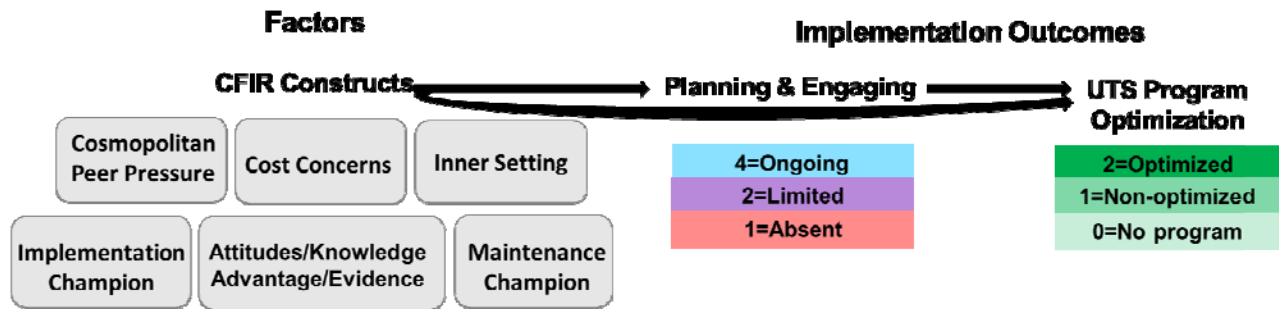 Factors
Implementation Outcomes
CFIR Constructs
Planning & Engaging
UTS Program
Optimization
Cosmopolitan
Peer Pressure
Cost Concerns
Inner Setting
Implementation
Champion
Attitudes/Knowledge
Advantage/Evidence
Maintenance
Champion
4=Ongoing
2=Limited
1=Absent
2=Optimized
1=Non-optimized
0=No program